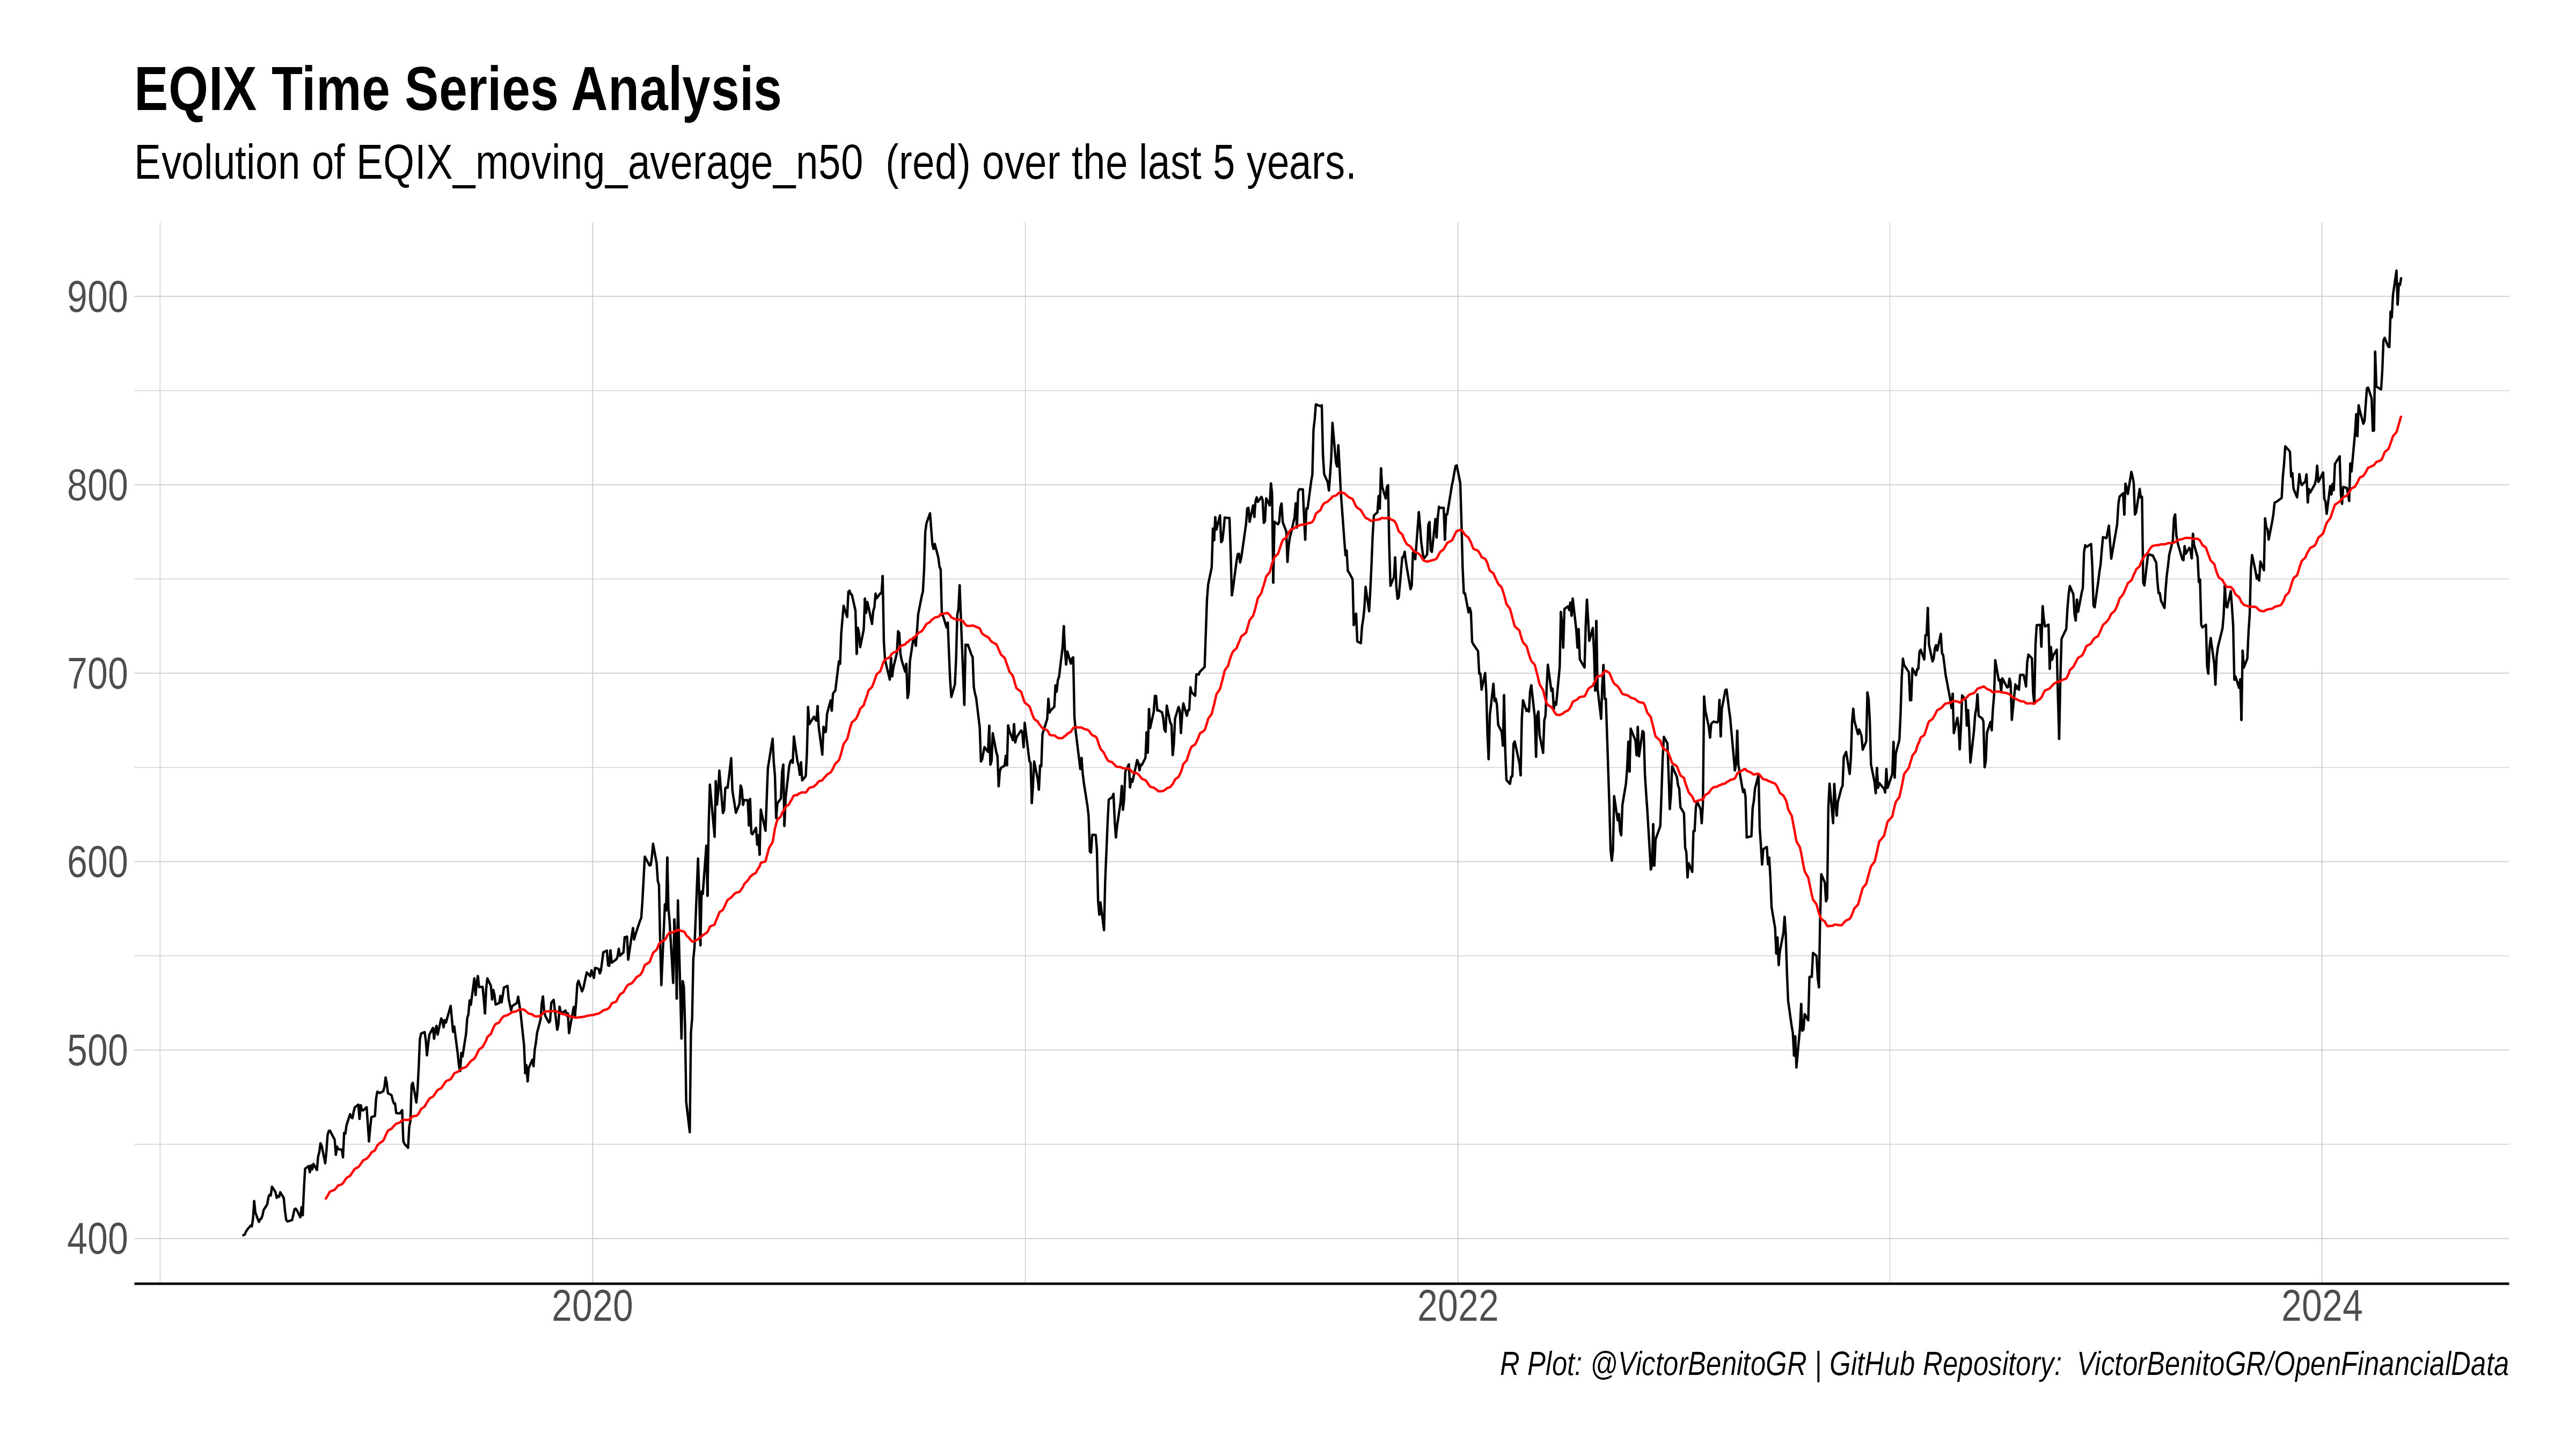 EQIX Time Series Analysis
Evolution of EQIX_moving_average_n50  (red) over the last 5 years.
900
800
700
600
500
400
2020 2022 2024
R Plot: @VictorBenitoGR | GitHub Repository:  VictorBenitoGR/OpenFinancialData